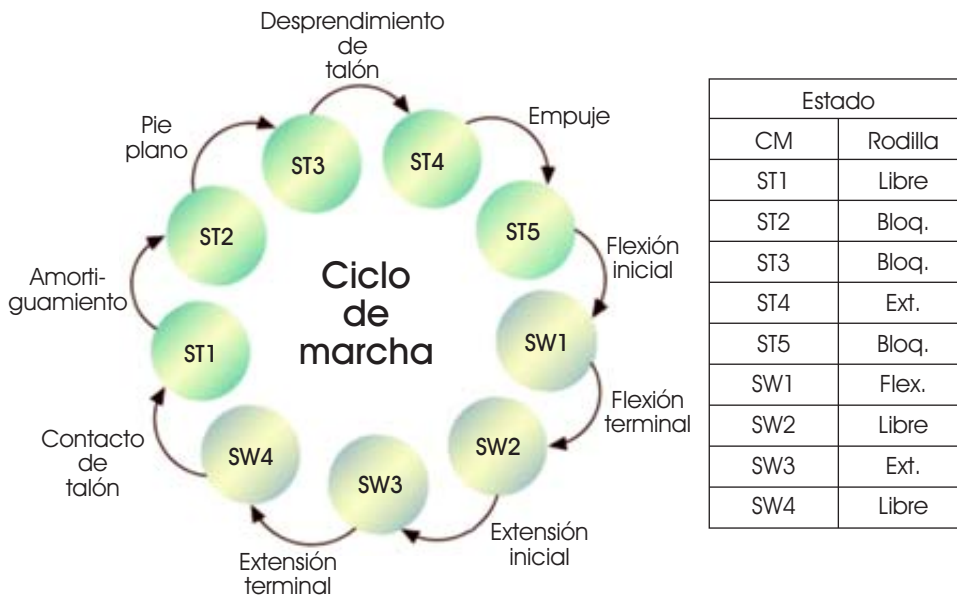 Desprendimiento
de
talón
Empuje
Pie
plano
ST3
ST4
ST2
ST5
Flexión
inicial
Amorti-
guamiento
Ciclo
de
marcha
ST1
SW1
Flexión
terminal
Contacto
de
talón
SW4
SW3
SW2
Extensión
inicial
Extensión
terminal
Estado
CM Rodilla
ST1 Libre
ST2 Bloq.
ST3 Bloq.
ST4 Ext.
ST5 Bloq.
SW1 Flex.
SW2 Libre
SW3 Ext.
SW4 Libre